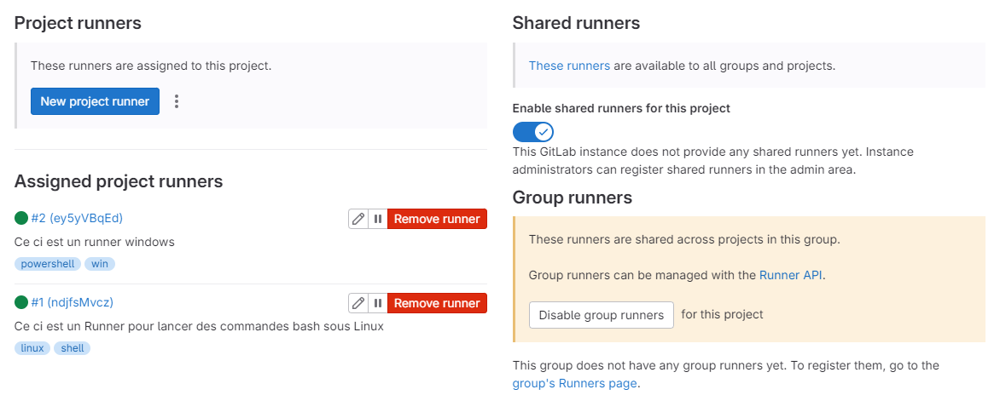 Project runners
These runners are assigned to this project.
New project runner
Assigned project runners
#2 (ey5yVBqEd)
Remove runner
Ce ci est un runner windows
powershell win
#1 (ndjfsMvcz)
Remove runner
Ce ci est un Runner pour lancer des commandes bash sous Linux
linux shell
Shared runners
These runners are available to all groups and projects.
Enable shared runners for this project
This GitLab instance does not provide any shared runners yet. Instance
administrators can register shared runners in the admin area.
Group runners
These runners are shared across projects in this group.
Group runners can be managed with the Runner API.
Disable group runners for this project
This group does not have any group runners yet. To register them, go to the
group's Runners page.